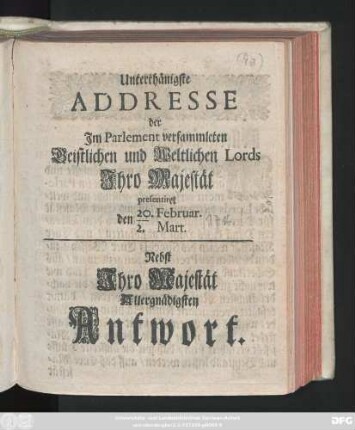 Unterthänigste
ADDRESSE
der
Im Parlement versammleten
Geistlichen und Weltlichen Lords
Ihro Majestät
presentiret
den 20. Februar.
2. Mart.
Nebst
Ihro Majestät
Allergnädigsten
Antwort.